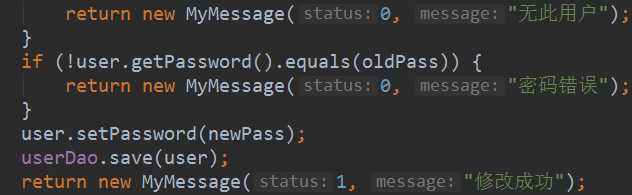 return new MyMessage( status: 0, message: "无此用户");
}
if (!user.getPassword().equals(oldPass)) {
return new MyMessage( status: 0, message: "密码错误");
}
user.setPassword(newPass);
userDao.save(user);
return new MyMessage( status: 1, message: "修改成功");